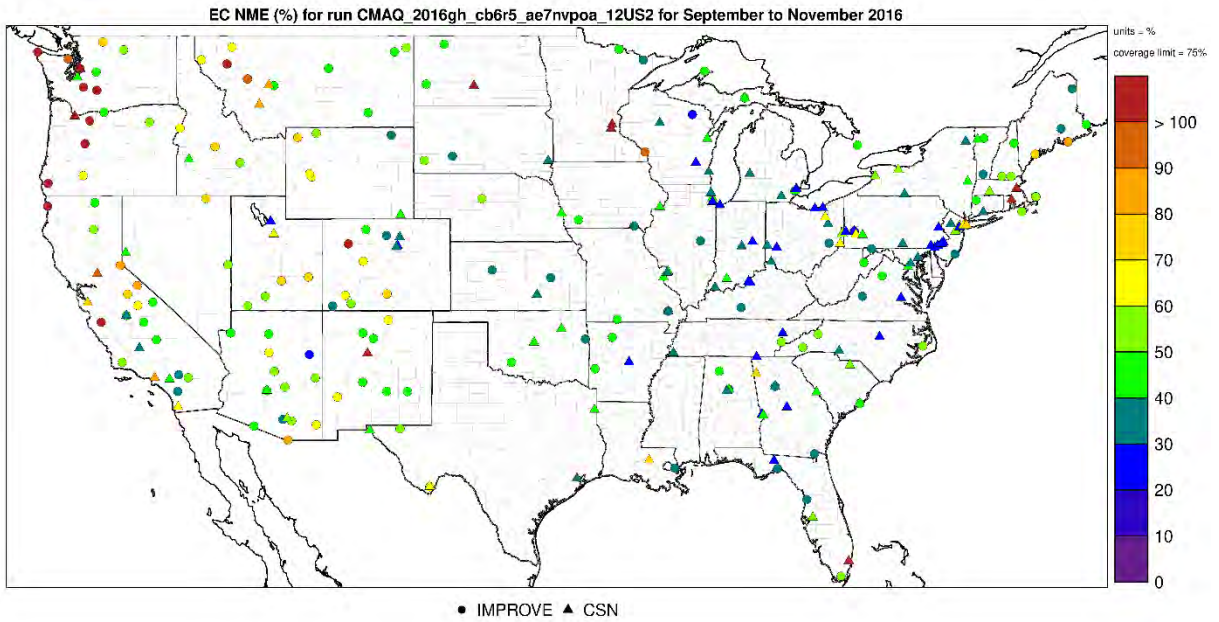 EC NME (%) for run CMAQ_2016gh_cb6r5_ae7nvpoa_12US2 for September to November 2016
units = %
coverage limit = 75%
> 100
90
80
70
60
50
40
30
20
10
0
IMPROVE CSN